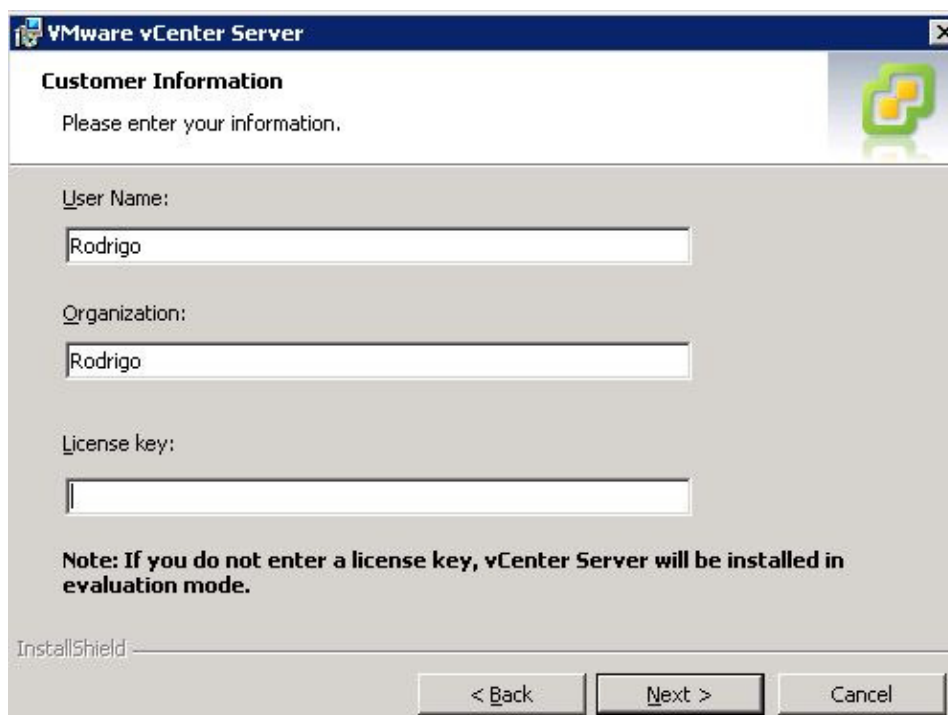 VMware vCenter Server
Customer Information
Please enter your information.
User Name:
Rodrigo
Organization:
Rodrigo
License key:
Note: If you do not enter a license key, vCenter Server will be installed in
evaluation mode.
InstallShield
< Back Next > Cancel